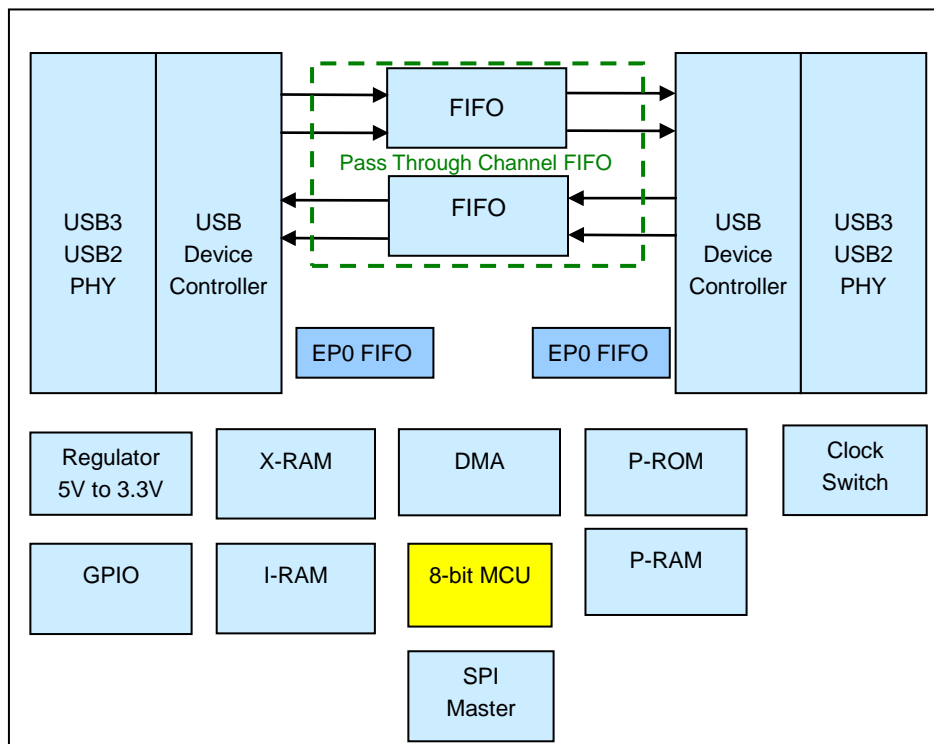 FIFO
Pass Through Channel FIFO
FIFO
USB3
USB2
PHY
USB
Device
Controller
USB
Device
Controller
USB3
USB2
PHY
EP0 FIFO
EP0 FIFO
Regulator
5V to 3.3V
X-RAM
DMA
P-ROM
Clock
Switch
GPIO
I-RAM
8-bit MCU
P-RAM
SPI
Master